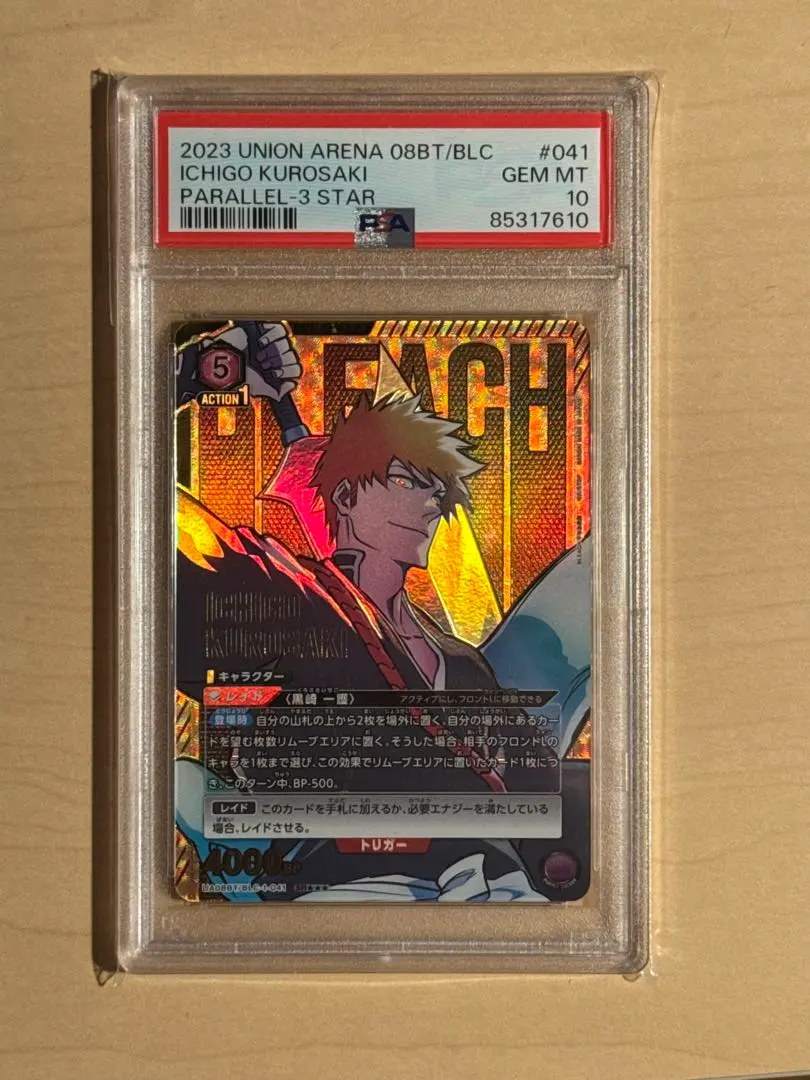 2023 UNION ARENA 08BT/BLC #041
ICHIGO KUROSAKI GEM MT
PARALLEL-3 STAR 10
PSA 85317610
5
ACTION 1
BLEACH
ICHIGO
KUROSAKI
キャラクター
レイド 〈黒崎 一護〉 アクティブにし、フロントLに移動できる
登場時 自分の山札の上から2枚を場外に置く。自分の場外にあるカー
ドを望む枚数リムーブエリアに置く。そうした場合、相手のフロントLの
キャラを1枚まで選び、この効果でリムーブエリアに置いたカード1枚につ
き、このターン中、BP-500。
レイド このカードを手札に加えるか、必要エナジーを満たしている
場合、レイドさせる。
トリガー
4000BP
UA08BT/BLC-1-041 SR★★★